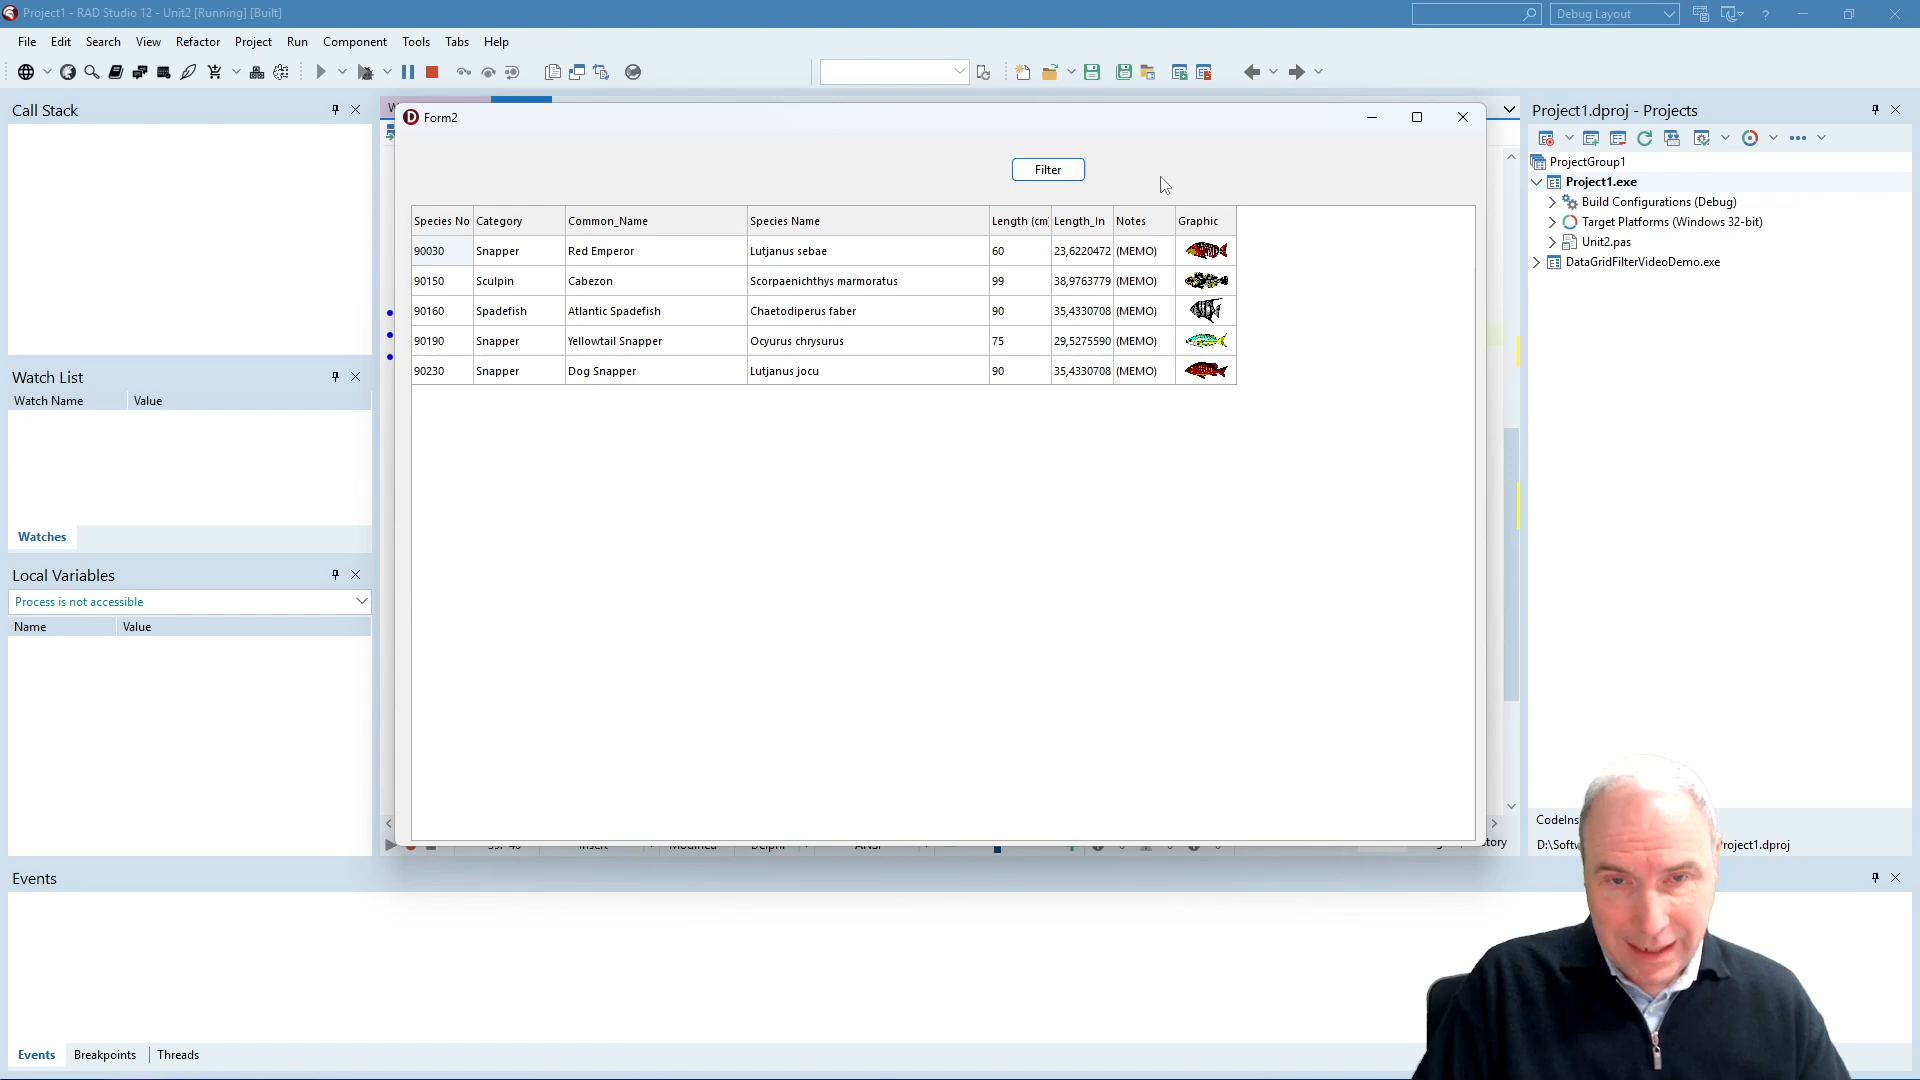 Project1 - RAD Studio 12 - Unit2 [Running] [Built]
Debug Layout
?
File Edit Search View Refactor Project Run Component Tools Tabs Help
Call Stack
Form2
Project1.dproj - Projects
Filter
ProjectGroup1
Project1.exe
Build Configurations (Debug)
Target Platforms (Windows 32-bit)
Unit2.pas
DataGridFilterVideoDemo.exe
Species No Category Common_Name Species Name Length (cm Length_In Notes Graphic
90030 Snapper Red Emperor Lutjanus sebae 60 23,6220472 (MEMO)
90150 Sculpin Cabezon Scorpaenichthys marmoratus 99 38,9763779 (MEMO)
90160 Spadefish Atlantic Spadefish Chaetodiperus faber 90 35,4330708 (MEMO)
90190 Snapper Yellowtail Snapper Ocyurus chrysurus 75 29,5275590 (MEMO)
90230 Snapper Dog Snapper Lutjanus jocu 90 35,4330708 (MEMO)
Watch List
Watch Name Value
Watches
Local Variables
Process is not accessible
Name Value
CodeIns
Insert Modified Delphi ANSI tory
D:\Softw roject1.dproj
Events
Events Breakpoints Threads